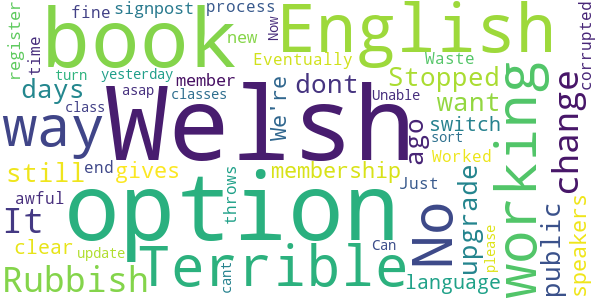 register
fine
signpost
process
Now
corrupted
time
book
new
English
turn
yesterday
member
Eventually
Waste
days
asap
class
classes
We're
dont
Unable
Stopped
want
working
change
way
Welsh
ago
switch
sort
still
end
gives
throws
membership
Worked
awful
option
Just
No
upgrade
please
public
speakers
It
clear
update
Terrible
cant
Can
language
Rubbish